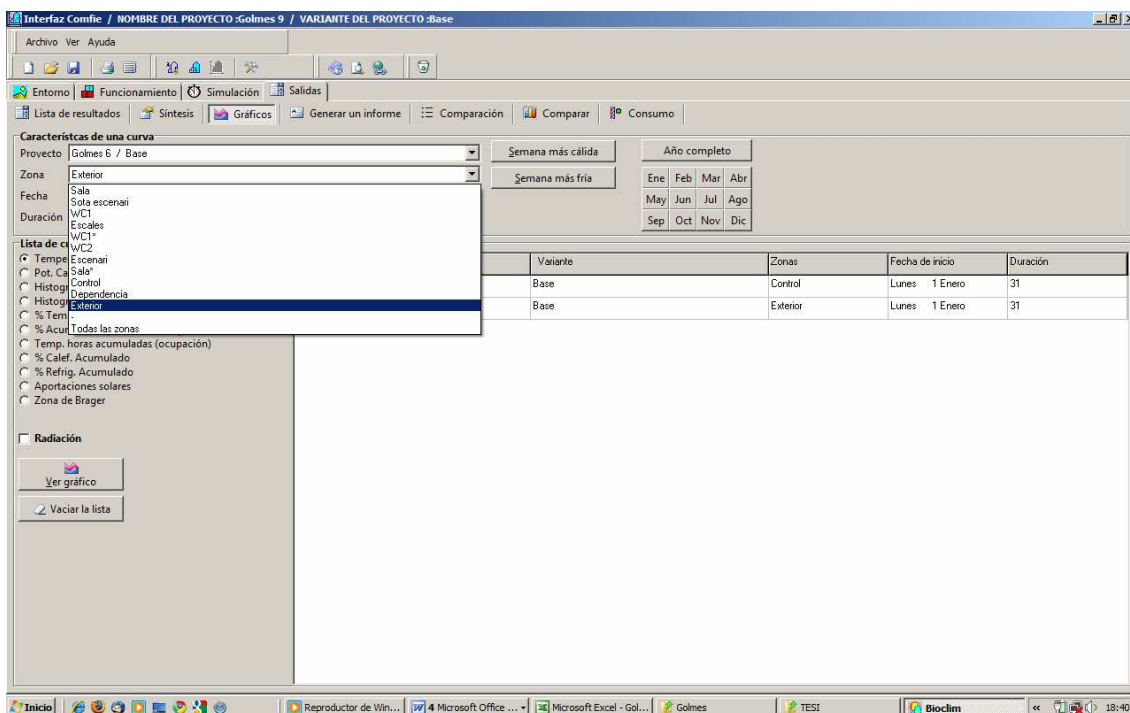 Interfaz Comfie / NOMBRE DEL PROYECTO :Golmes 9 / VARIANTE DEL PROYECTO :Base
Archivo Ver Ayuda
Entorno Funcionamiento Simulación Salidas
Lista de resultados Síntesis Gráficos Generar un informe Comparación Comparar Consumo
Característcas de una curva
Proyecto Golmes 6 / Base Semana más cálida Año completo
Zona Exterior Semana más fría Ene Feb Mar Abr
Fecha May Jun Jul Ago
Duración Sep Oct Nov Dic
Sala
Sota escenari
WC1
Escales
WC1*
WC2
Escenari
Sala*
Control
Dependencia
Exterior
-
Todas las zonas
Lista de
Variante Zonas Fecha de inicio Duración
Base Control Lunes 1 Enero 31
Base Exterior Lunes 1 Enero 31
Tempe
Pot. Ca
Histog
Histog
% Tem
% Acu
Temp. horas acumuladas (ocupación)
% Calef. Acumulado
% Refrig. Acumulado
Aportaciones solares
Zona de Brager
Radiación
Ver gráfico
Vaciar la lista
Inicio Reproductor de Win... 4 Microsoft Office ... Microsoft Excel - Gol... Golmes TESI Bioclim « 18:40